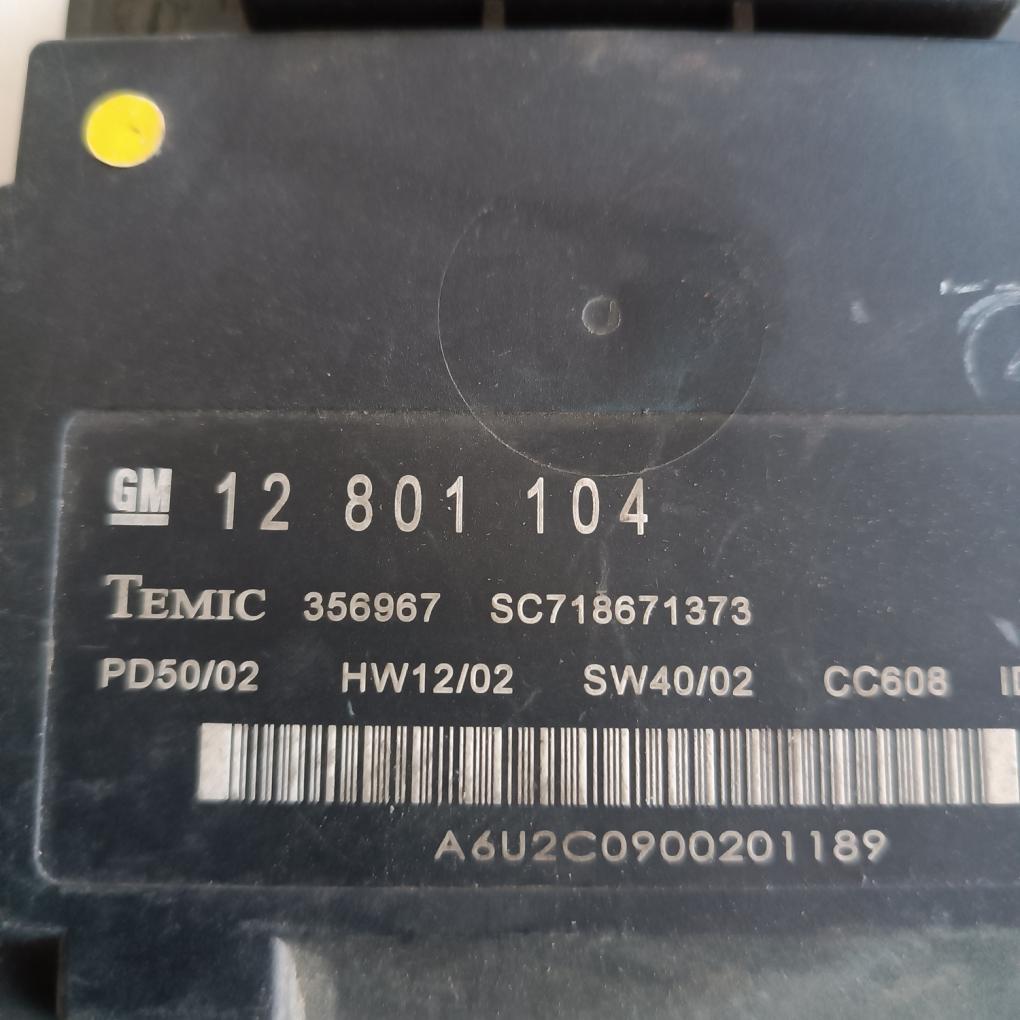 GM 12 801 104
TEMIC 356967 SC718671373
PD50/02 HW12/02 SW40/02 CC608
A6U2C0900201189